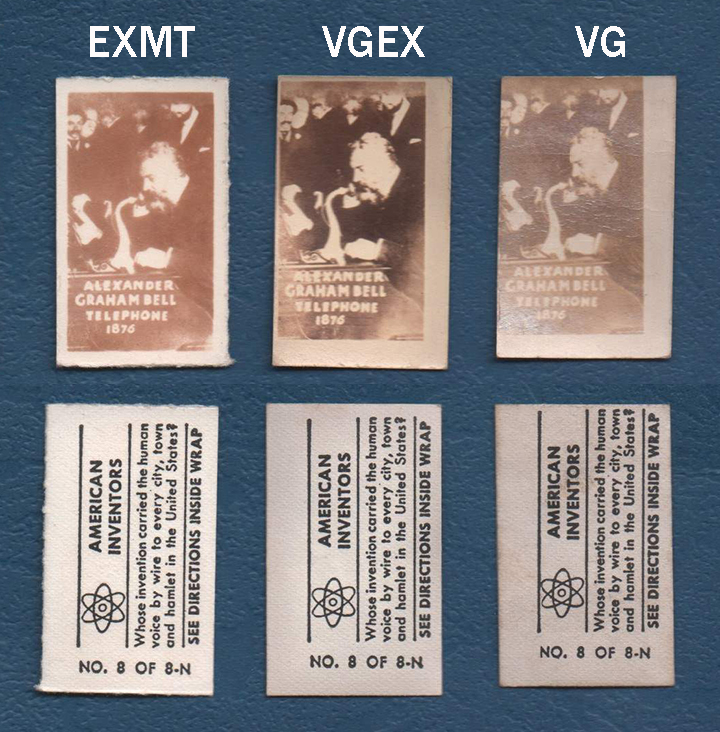 EXMT
VGEX
VG
ALEXANDER
GRAHAM BELL
TELEPHONE
1876
ALEXANDER
GRAHAM BELL
TELEPHONE
1876
ALEXANDER
GRAHAM BELL
TELEPHONE
1876
AMERICAN
INVENTORS
Whose invention carried the human
voice by wire to every city, town
and hamlet in the United States?
SEE DIRECTIONS INSIDE WRAP
NO. 8 OF 8-N
AMERICAN
INVENTORS
Whose invention carried the human
voice by wire to every city, town
and hamlet in the United States?
SEE DIRECTIONS INSIDE WRAP
NO. 8 OF 8-N
AMERICAN
INVENTORS
Whose invention carried the human
voice by wire to every city, town
and hamlet in the United States?
SEE DIRECTIONS INSIDE WRAP
NO. 8 OF 8-N